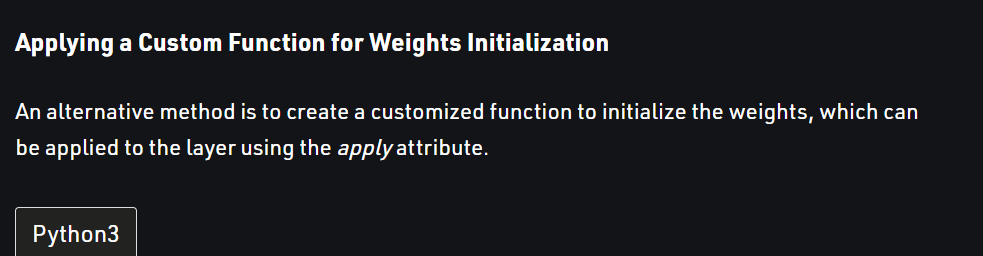 Applying a Custom Function for Weights Initialization
An alternative method is to create a customized function to initialize the weights, which can
be applied to the layer using the apply attribute.
Python3